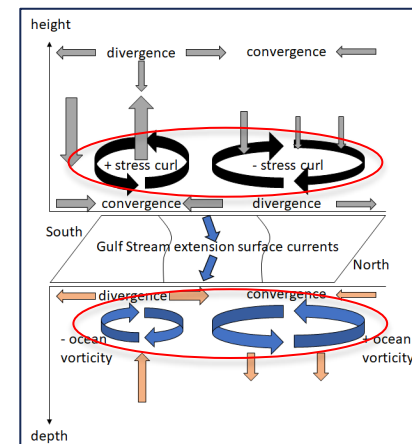 height
divergence convergence
+ stress curl - stress curl
convergence divergence
South
Gulf Stream extension surface currents
North
divergence convergence
- ocean
vorticity
+ ocean
vorticity
depth